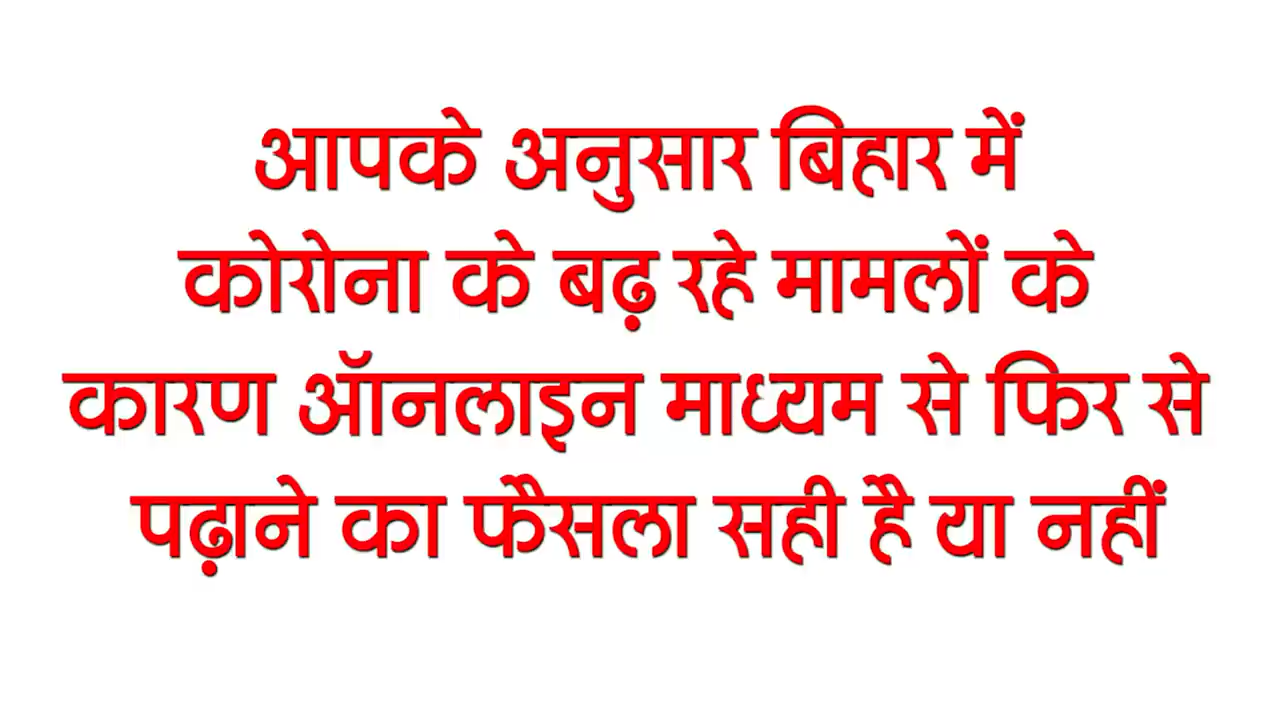 आपके अनुसार बिहार में
कोरोना के बढ़ रहे मामलों के
कारण ऑनलाइन माध्यम से फिर से
पढ़ाने का फैसला सही है या नहीं